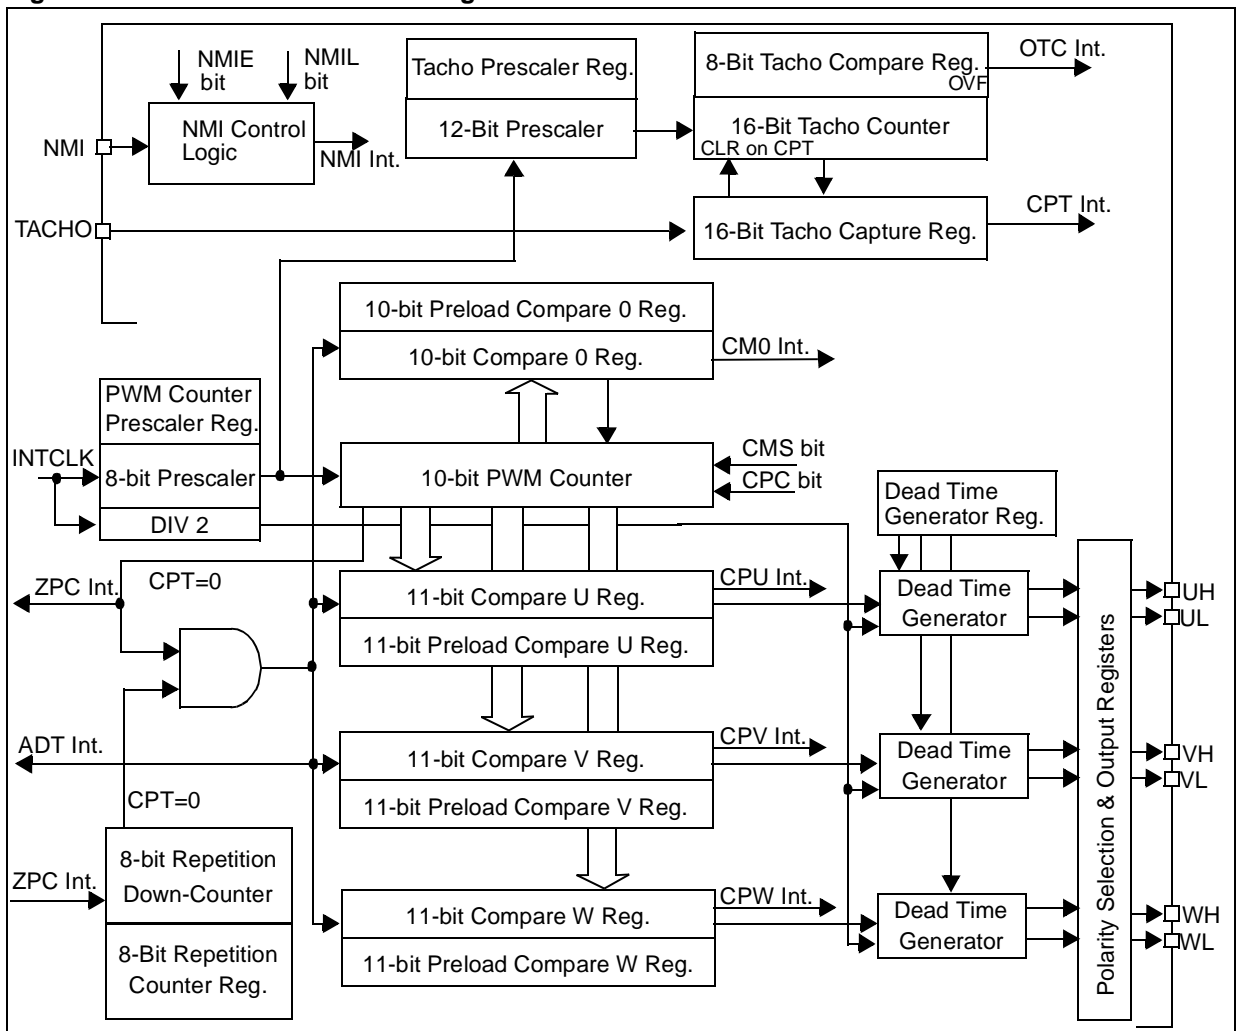 NMIE
bit
NMIL
bit
Tacho Prescaler Reg.
12-Bit Prescaler
8-Bit Tacho Compare Reg.
OVF
OTC Int.
NMI
NMI Control
Logic
NMI Int.
16-Bit Tacho Counter
CLR on CPT
TACHO
16-Bit Tacho Capture Reg.
CPT Int.
10-bit Preload Compare 0 Reg.
10-bit Compare 0 Reg.
CM0 Int.
PWM Counter
Prescaler Reg.
INTCLK
8-bit Prescaler
DIV 2
10-bit PWM Counter
CMS bit
CPC bit
Dead Time
Generator Reg.
ZPC Int.
CPT=0
11-bit Compare U Reg.
11-bit Preload Compare U Reg.
CPU Int.
Dead Time
Generator
UH
UL
ADT Int.
11-bit Compare V Reg.
11-bit Preload Compare V Reg.
CPV Int.
Dead Time
Generator
VH
VL
CPT=0
8-bit Repetition
Down-Counter
ZPC Int.
8-Bit Repetition
Counter Reg.
11-bit Compare W Reg.
11-bit Preload Compare W Reg.
CPW Int.
Dead Time
Generator
WH
WL
Polarity Selection & Output Registers